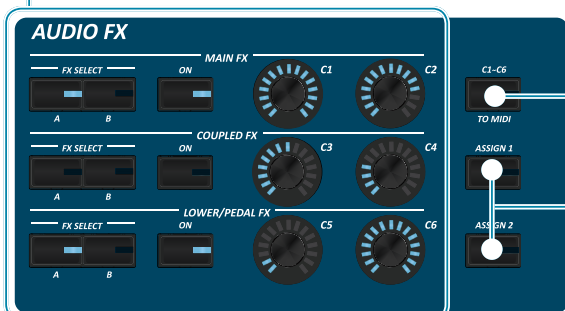 AUDIO FX
MAIN FX
FX SELECT ON C1 C2 C1~C6
A B TO MIDI
COUPLED FX
FX SELECT ON C3 C4 ASSIGN 1
A B
LOWER/PEDAL FX
FX SELECT ON C5 C6 ASSIGN 2
A B